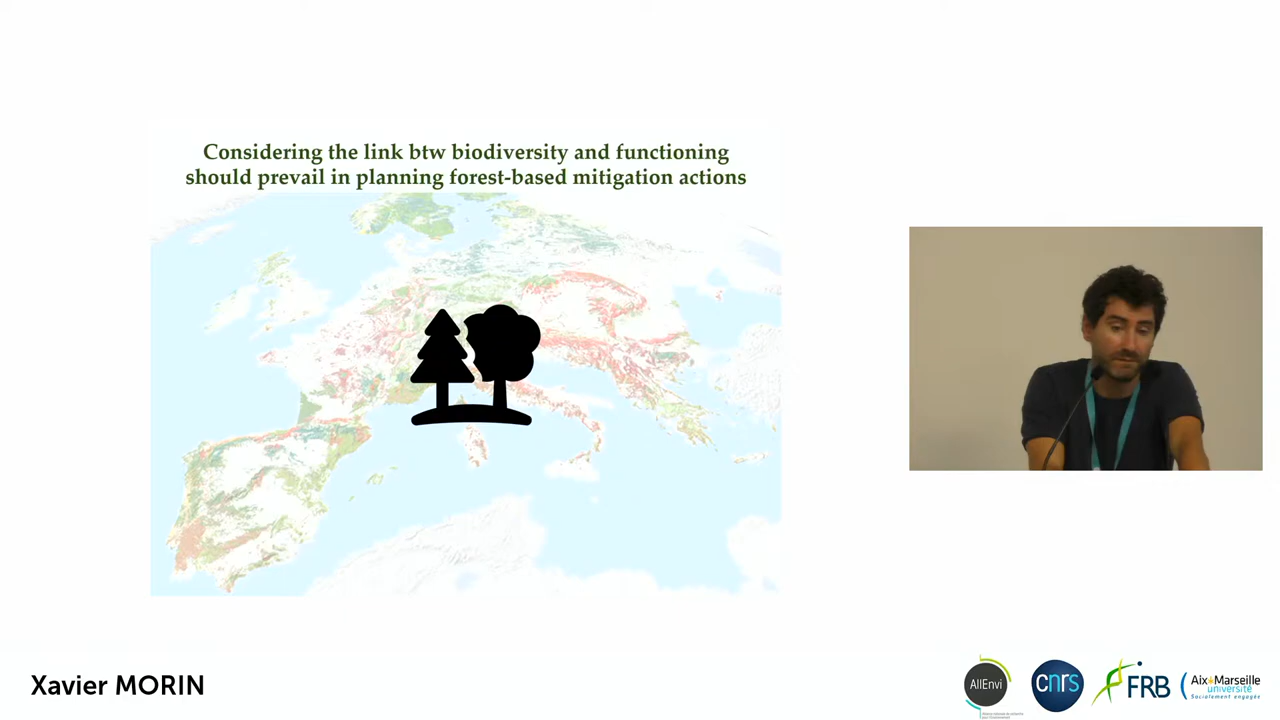 Considering the link btw biodiversity and functioning
should prevail in planning forest-based mitigation actions
Xavier MORIN
AllEnvi
cnrs
FRB
Aix Marseille
université
Socialement engagée